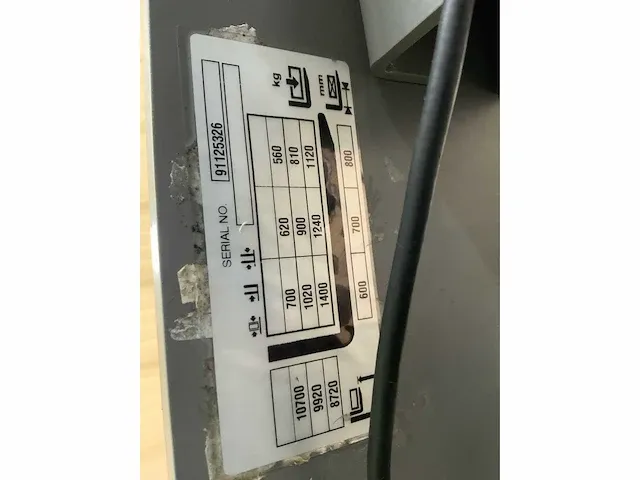 SERIAL NO. 91125326
10700 700 620 560 kg
9920 1020 900 810
8720 1400 1240 1120
mm
600 700 800